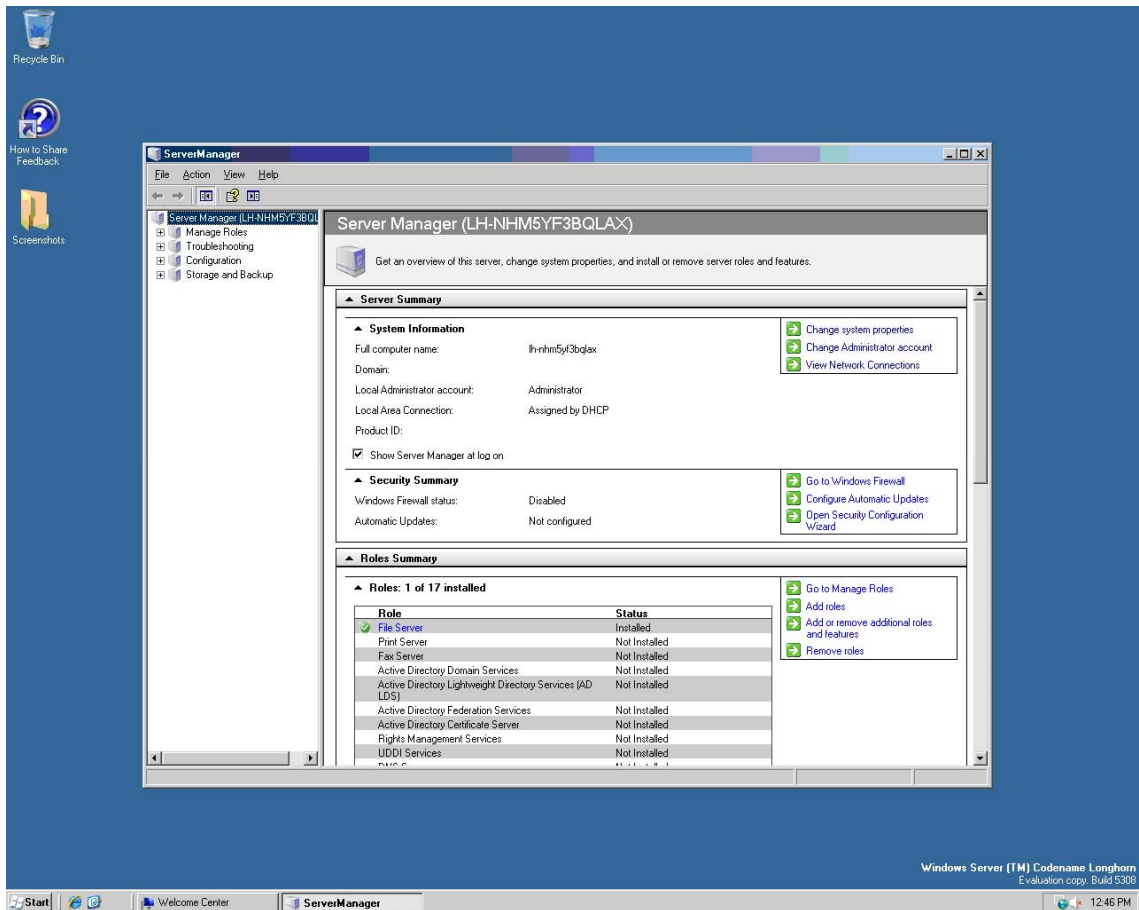 Recycle Bin
How to Share
Feedback
Screenshots
ServerManager
File Action View Help
Server Manager (LH-NHM5YF3BQL
Manage Roles
Troubleshooting
Configuration
Storage and Backup
Server Manager (LH-NHM5YF3BQLAX)
Get an overview of this server, change system properties, and install or remove server roles and features.
Server Summary
System Information
Full computer name: lh-nhm5yf3bqlax
Domain:
Local Administrator account: Administrator
Local Area Connection: Assigned by DHCP
Product ID:
Show Server Manager at log on
Change system properties
Change Administrator account
View Network Connections
Security Summary
Windows Firewall status: Disabled
Automatic Updates: Not configured
Go to Windows Firewall
Configure Automatic Updates
Open Security Configuration
Wizard
Roles Summary
Roles: 1 of 17 installed
Role Status
File Server Installed
Print Server Not Installed
Fax Server Not Installed
Active Directory Domain Services Not Installed
Active Directory Lightweight Directory Services (AD Not Installed
LDS)
Active Directory Federation Services Not Installed
Active Directory Certificate Server Not Installed
Rights Management Services Not Installed
UDDI Services Not Installed
Go to Manage Roles
Add roles
Add or remove additional roles
and features
Remove roles
Windows Server (TM) Codename Longhorn
Evaluation copy. Build 5308
Start Welcome Center ServerManager 12:46 PM